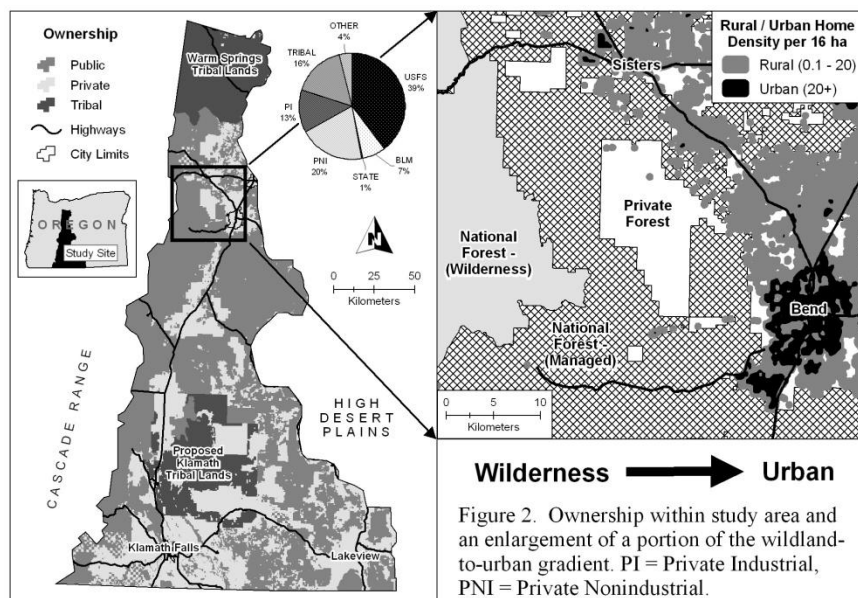 Ownership
Public
Private
Tribal
Highways
City Limits
OREGON
Study Site
Warm Springs
Tribal Lands
OTHER
4%
TRIBAL
16%
USFS
39%
PI
13%
PNI
20%
STATE
1%
BLM
7%
N
0 25 50
Kilometers
CASCADE RANGE
HIGH
DESERT
PLAINS
Proposed
Klamath
Tribal Lands
Klamath Falls
Lakeview
Rural / Urban Home
Density per 16 ha
Rural (0.1 - 20)
Urban (20+)
Sisters
Private
Forest
National
Forest -
(Wilderness)
Bend
National
Forest -
(Managed)
0 5 10
Kilometers
Wilderness Urban
Figure 2. Ownership within study area and
an enlargement of a portion of the wildland-
to-urban gradient. PI = Private Industrial,
PNI = Private Nonindustrial.